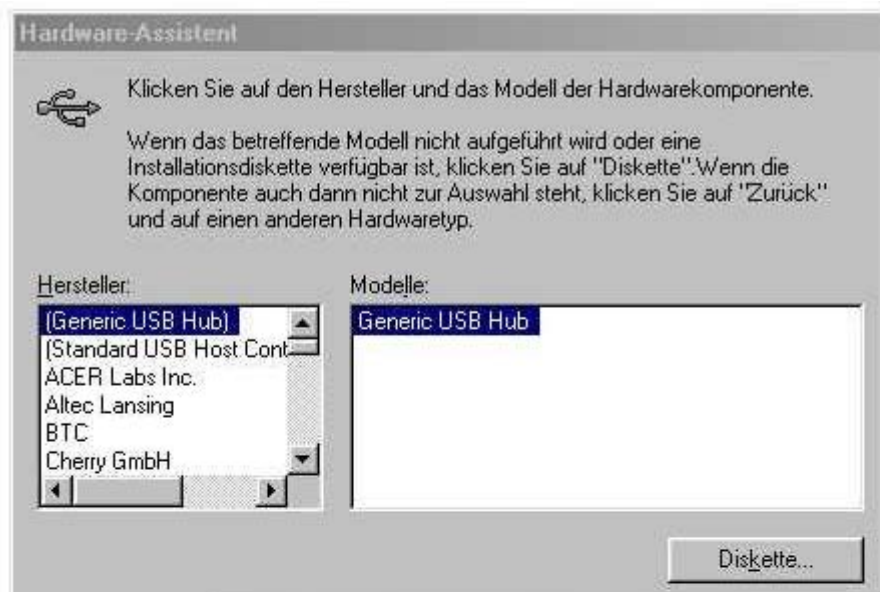 Hardware-Assistent
Klicken Sie auf den Hersteller und das Modell der Hardwarekomponente.
Wenn das betreffende Modell nicht aufgeführt wird oder eine
Installationsdiskette verfügbar ist, klicken Sie auf "Diskette".Wenn die
Komponente auch dann nicht zur Auswahl steht, klicken Sie auf "Zurück"
und auf einen anderen Hardwaretyp.
Hersteller:
(Generic USB Hub)
(Standard USB Host Cont
ACER Labs Inc.
Altec Lansing
BTC
Cherry GmbH
Modelle:
Generic USB Hub
Diskette...